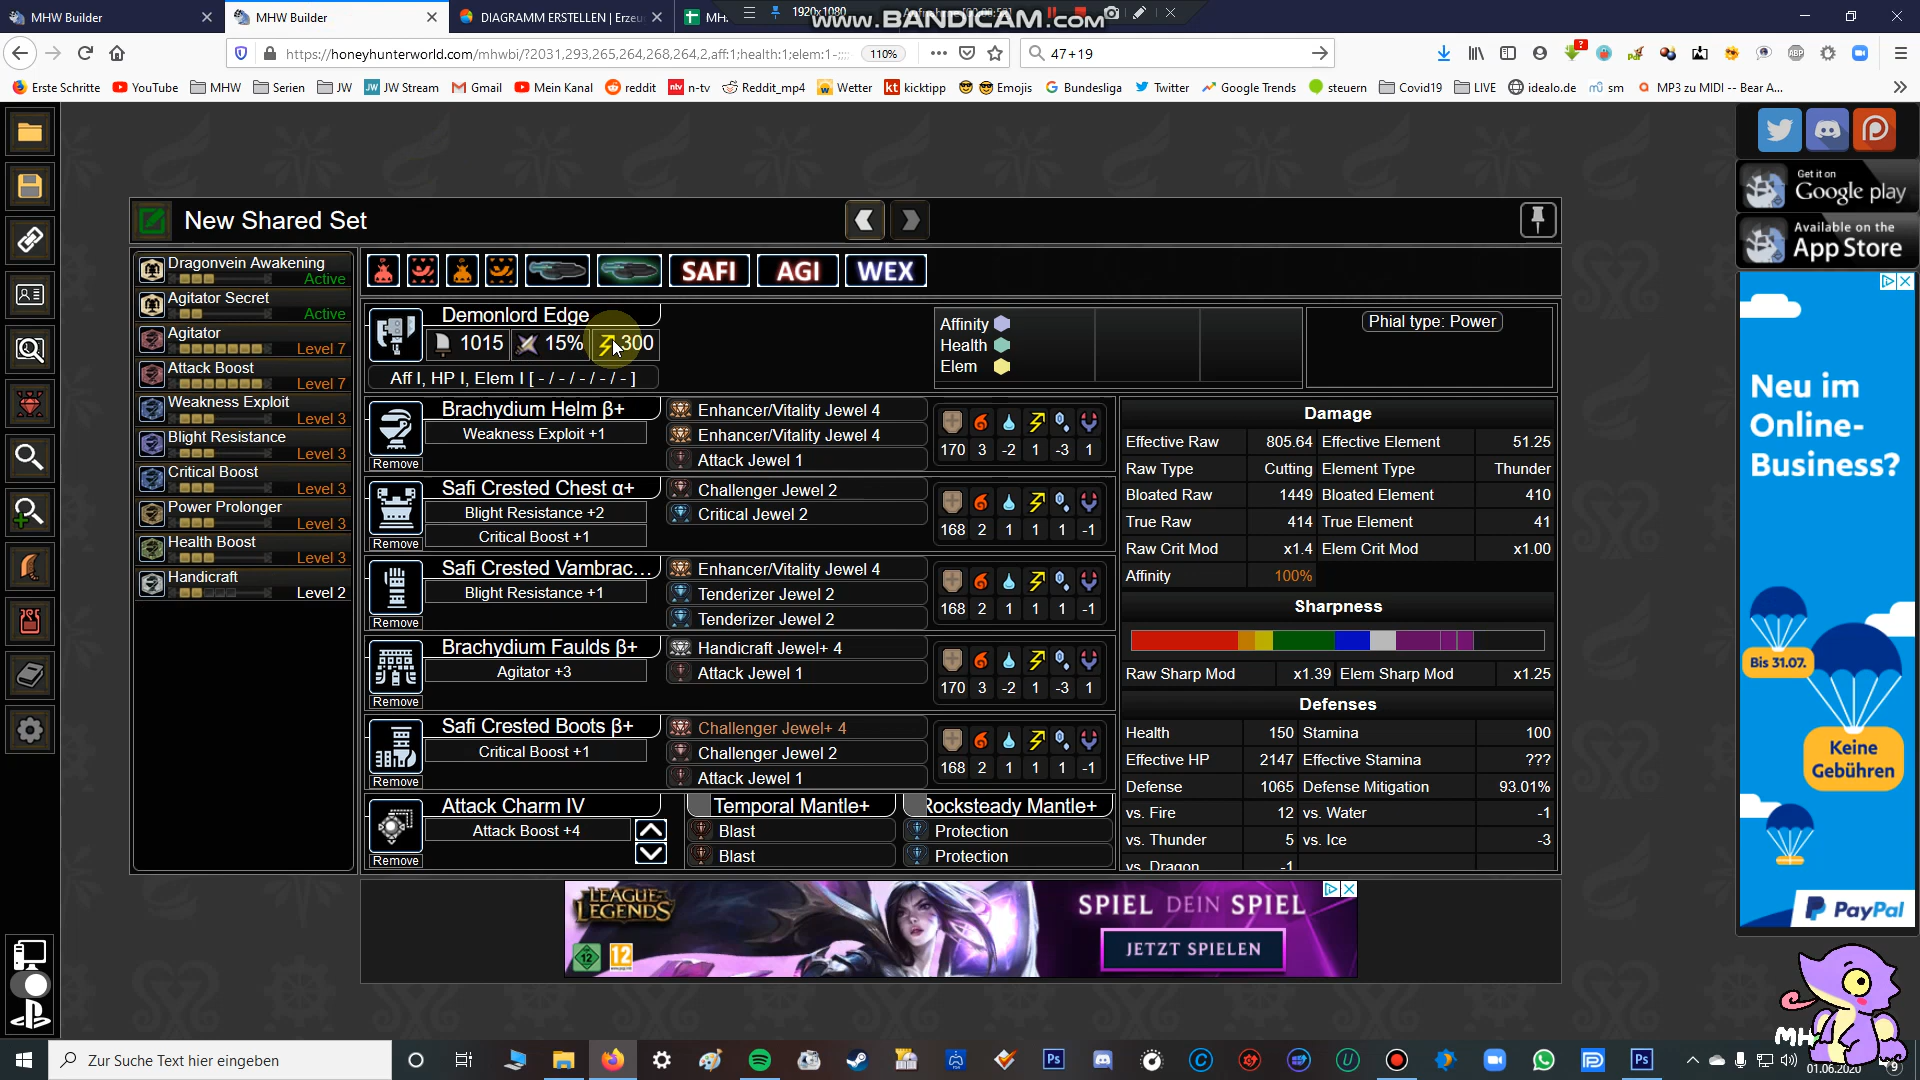 MHW Builder
MHW Builder
DIAGRAMM ERSTELLEN | Erzeu
MH
1920x1080
www.BANDICAM.com
https://honeyhunterworld.com/mhwbi/?2031,293,265,264,268,264,2,aff:1;health:1;elem:1-;;;;
110%
47+19
Erste Schritte
YouTube
MHW
Serien
JW
JW Stream
Gmail
Mein Kanal
reddit
n-tv
Reddit_mp4
Wetter
kicktipp
Emojis
Bundesliga
Twitter
Google Trends
steuern
Covid19
LIVE
idealo.de
sm
MP3 zu MIDI -- Bear A...
New Shared Set
Dragonvein Awakening
Active
Agitator Secret
Active
Agitator
Level 7
Attack Boost
Level 7
Weakness Exploit
Level 3
Blight Resistance
Level 3
Critical Boost
Level 3
Power Prolonger
Level 3
Health Boost
Level 3
Handicraft
Level 2
SAFI
AGI
WEX
Demonlord Edge
1015 15% 300
Aff I, HP I, Elem I [ - / - / - / - / - ]
Affinity
Health
Elem
Phial type: Power
Brachydium Helm β+
Weakness Exploit +1
Remove
Enhancer/Vitality Jewel 4
Enhancer/Vitality Jewel 4
Attack Jewel 1
170 3 -2 1 -3 1
Safi Crested Chest α+
Blight Resistance +2
Critical Boost +1
Remove
Challenger Jewel 2
Critical Jewel 2
168 2 1 1 1 -1
Safi Crested Vambrac...
Blight Resistance +1
Remove
Enhancer/Vitality Jewel 4
Tenderizer Jewel 2
Tenderizer Jewel 2
168 2 1 1 1 -1
Brachydium Faulds β+
Agitator +3
Remove
Handicraft Jewel+ 4
Attack Jewel 1
170 3 -2 1 -3 1
Safi Crested Boots β+
Critical Boost +1
Remove
Challenger Jewel+ 4
Challenger Jewel 2
Attack Jewel 1
168 2 1 1 1 -1
Attack Charm IV
Attack Boost +4
Remove
Temporal Mantle+
Blast
Blast
Rocksteady Mantle+
Protection
Protection
Damage
Effective Raw 805.64 Effective Element 51.25
Raw Type Cutting Element Type Thunder
Bloated Raw 1449 Bloated Element 410
True Raw 414 True Element 41
Raw Crit Mod x1.4 Elem Crit Mod x1.00
Affinity 100%
Sharpness
Raw Sharp Mod x1.39 Elem Sharp Mod x1.25
Defenses
Health 150 Stamina 100
Effective HP 2147 Effective Stamina ???
Defense 1065 Defense Mitigation 93.01%
vs. Fire 12 vs. Water -1
vs. Thunder 5 vs. Ice -3
vs. Dragon -1
Get it on
Google play
Available on the
App Store
Neu im
Online-
Business?
Bis 31.07.
Keine
Gebühren
PayPal
LEAGUE OF
LEGENDS
12
SPIEL DEIN SPIEL
JETZT SPIELEN
MH
Zur Suche Text hier eingeben
Ps
Ps
01.06.2020
9